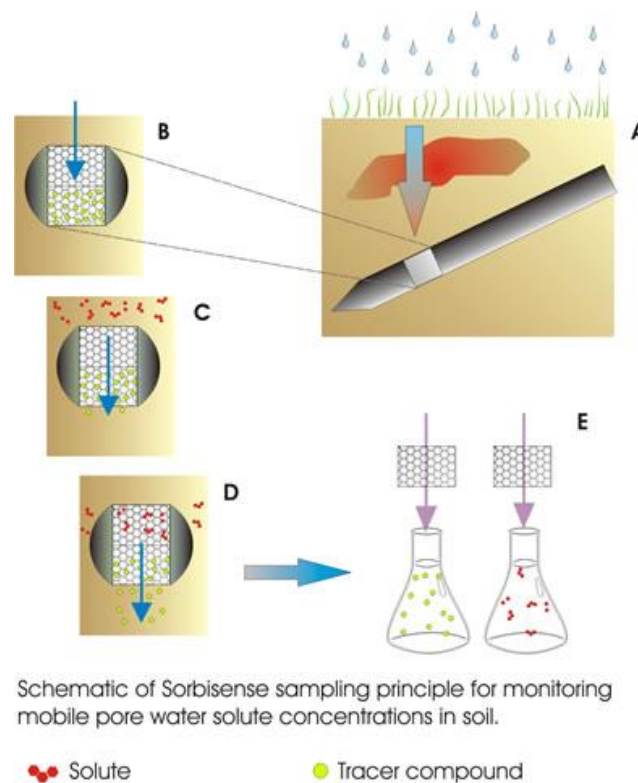 B
A
C
D
E
Schematic of Sorbisense sampling principle for monitoring
mobile pore water solute concentrations in soil.
Solute
Tracer compound